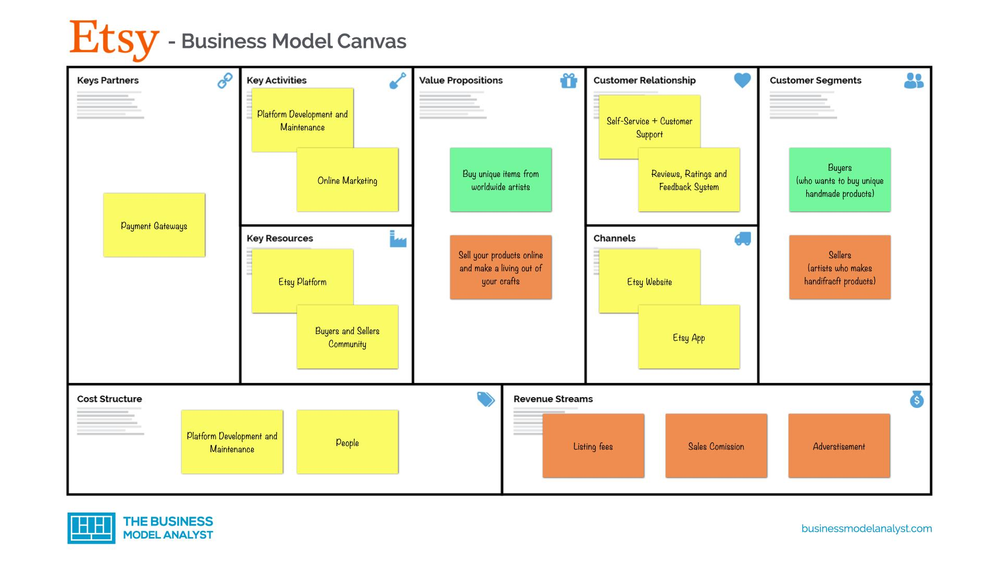 Etsy - Business Model Canvas
Keys Partners
Payment Gateways
Key Activities
Platform Development and
Maintenance
Online Marketing
Key Resources
Etsy Platform
Buyers and Sellers
Community
Value Propositions
Buy unique items from
worldwide artists
Sell your products online
and make a living out of
your crafts
Customer Relationship
Self-Service + Customer
Support
Reviews, Ratings and
Feedback System
Channels
Etsy Website
Etsy App
Customer Segments
Buyers
(who wants to buy unique
handmade products)
Sellers
(artists who makes
handifracft products)
Cost Structure
Platform Development and
Maintenance
People
Revenue Streams
$
Listing fees
Sales Comission
Adverstisement
THE BUSINESS
MODEL ANALYST
businessmodelanalyst.com